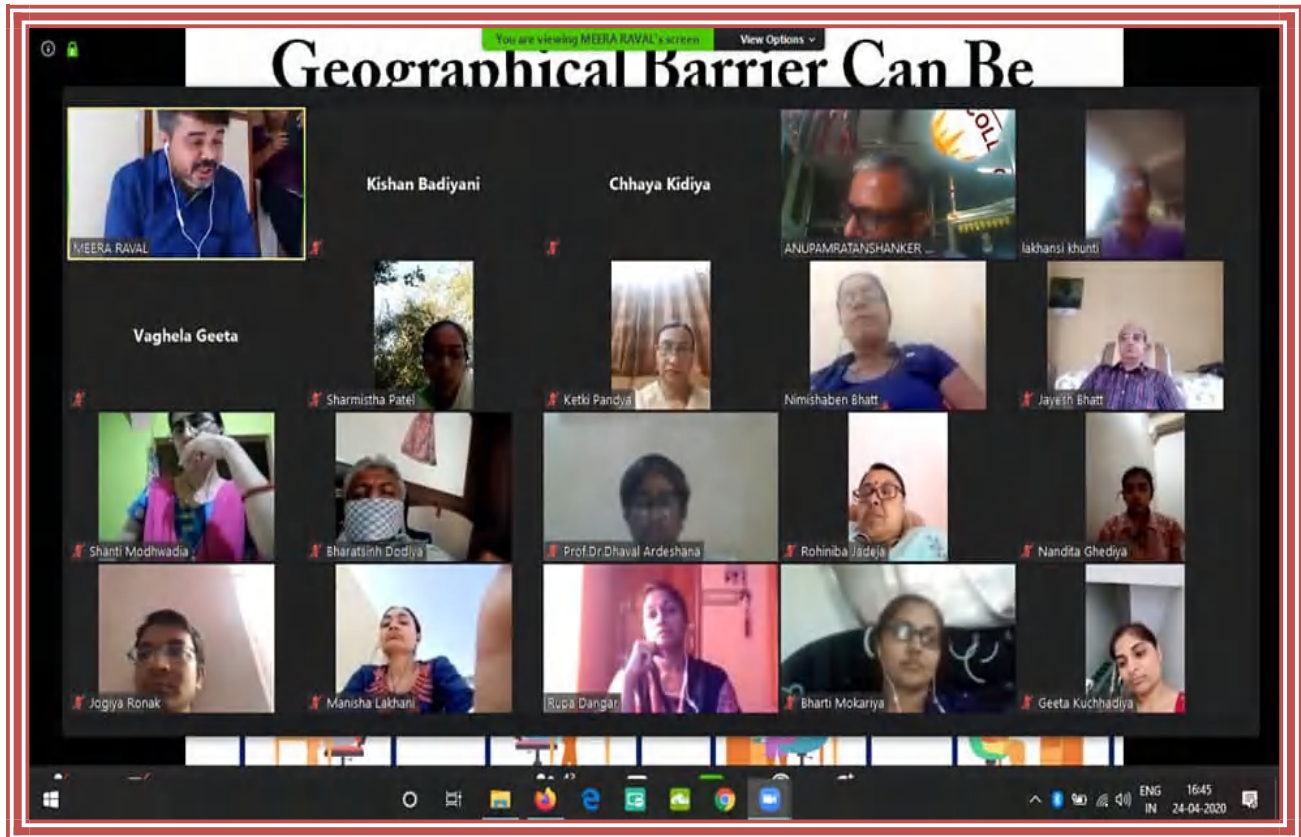 You are viewing MEERA RAVAL's screen
View Options
Geographical Barrier Can Be
MEERA RAVAL
Kishan Badiyani
Chhaya Kidiya
COLL
ANUPAMRATANSHANKER ...
lakhansi khunti
Vaghela Geeta
Sharmistha Patel
Ketki Pandya
Nimishaben Bhatt
Jayesh Bhatt
Shanti Modhwadia
Bharatsinh Dodiya
Prof.Dr.Dhaval Ardeshana
Rohiniba Jadeja
Nandita Ghediya
Jogiya Ronak
Manisha Lakhani
Rupa Dangar
Bharti Mokariya
Geeta Kuchhadiya
ENG
IN
16:45
24-04-2020